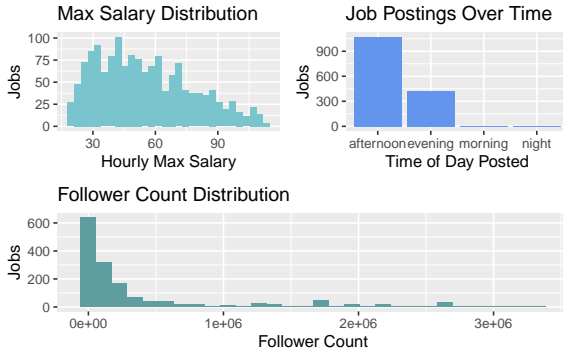 Max Salary Distribution
Jobs
100
75
50
25
0
30 60 90
Hourly Max Salary
Job Postings Over Time
Jobs
900
600
300
0
afternoon evening morning night
Time of Day Posted
Follower Count Distribution
Jobs
600
400
200
0
0e+00 1e+06 2e+06 3e+06
Follower Count